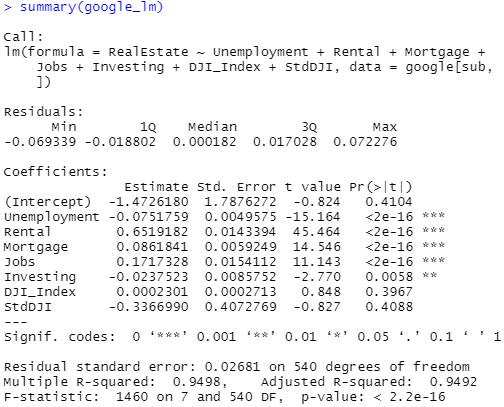 > summary(google_lm)

Call:
lm(formula = RealEstate ~ Unemployment + Rental + Mortgage +
    Jobs + Investing + DJI_Index + StdDJI, data = google[sub,
    ])

Residuals:
      Min        1Q    Median        3Q       Max
-0.069339 -0.018802  0.000182  0.017028  0.072276

Coefficients:
               Estimate Std. Error t value Pr(>|t|)
(Intercept)  -1.4726180  1.7876272  -0.824   0.4104
Unemployment -0.0751759  0.0049575 -15.164   <2e-16 ***
Rental        0.6519182  0.0143394  45.464   <2e-16 ***
Mortgage      0.0861841  0.0059249  14.546   <2e-16 ***
Jobs          0.1717328  0.0154112  11.143   <2e-16 ***
Investing    -0.0237523  0.0085752  -2.770   0.0058 **
DJI_Index     0.0002301  0.0002713   0.848   0.3967
StdDJI       -0.3366990  0.4072769  -0.827   0.4088
---
Signif. codes:  0 ‘***’ 0.001 ‘**’ 0.01 ‘*’ 0.05 ‘.’ 0.1 ‘ ’ 1

Residual standard error: 0.02681 on 540 degrees of freedom
Multiple R-squared:  0.9498,    Adjusted R-squared:  0.9492
F-statistic:  1460 on 7 and 540 DF,  p-value: < 2.2e-16